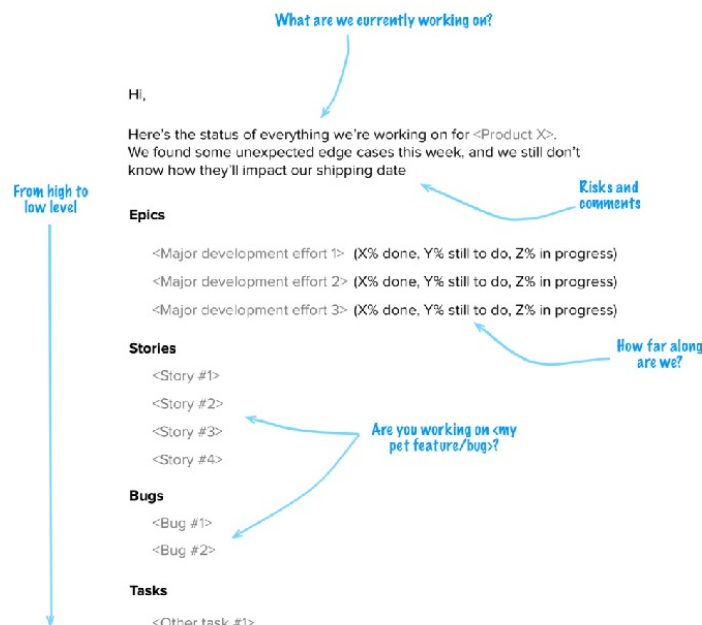 What are we currently working on?
Hi,
Here's the status of everything we're working on for <Product X>.
We found some unexpected edge cases this week, and we still don't
know how they'll impact our shipping date
From high to
low level
Risks and
comments
Epics
<Major development effort 1> (X% done, Y% still to do, Z% in progress)
<Major development effort 2> (X% done, Y% still to do, Z% in progress)
<Major development effort 3> (X% done, Y% still to do, Z% in progress)
How far along
are we?
Stories
<Story #1>
<Story #2>
<Story #3>
<Story #4>
Are you working on <my
pet feature/bug>?
Bugs
<Bug #1>
<Bug #2>
Tasks
<Other task #1>